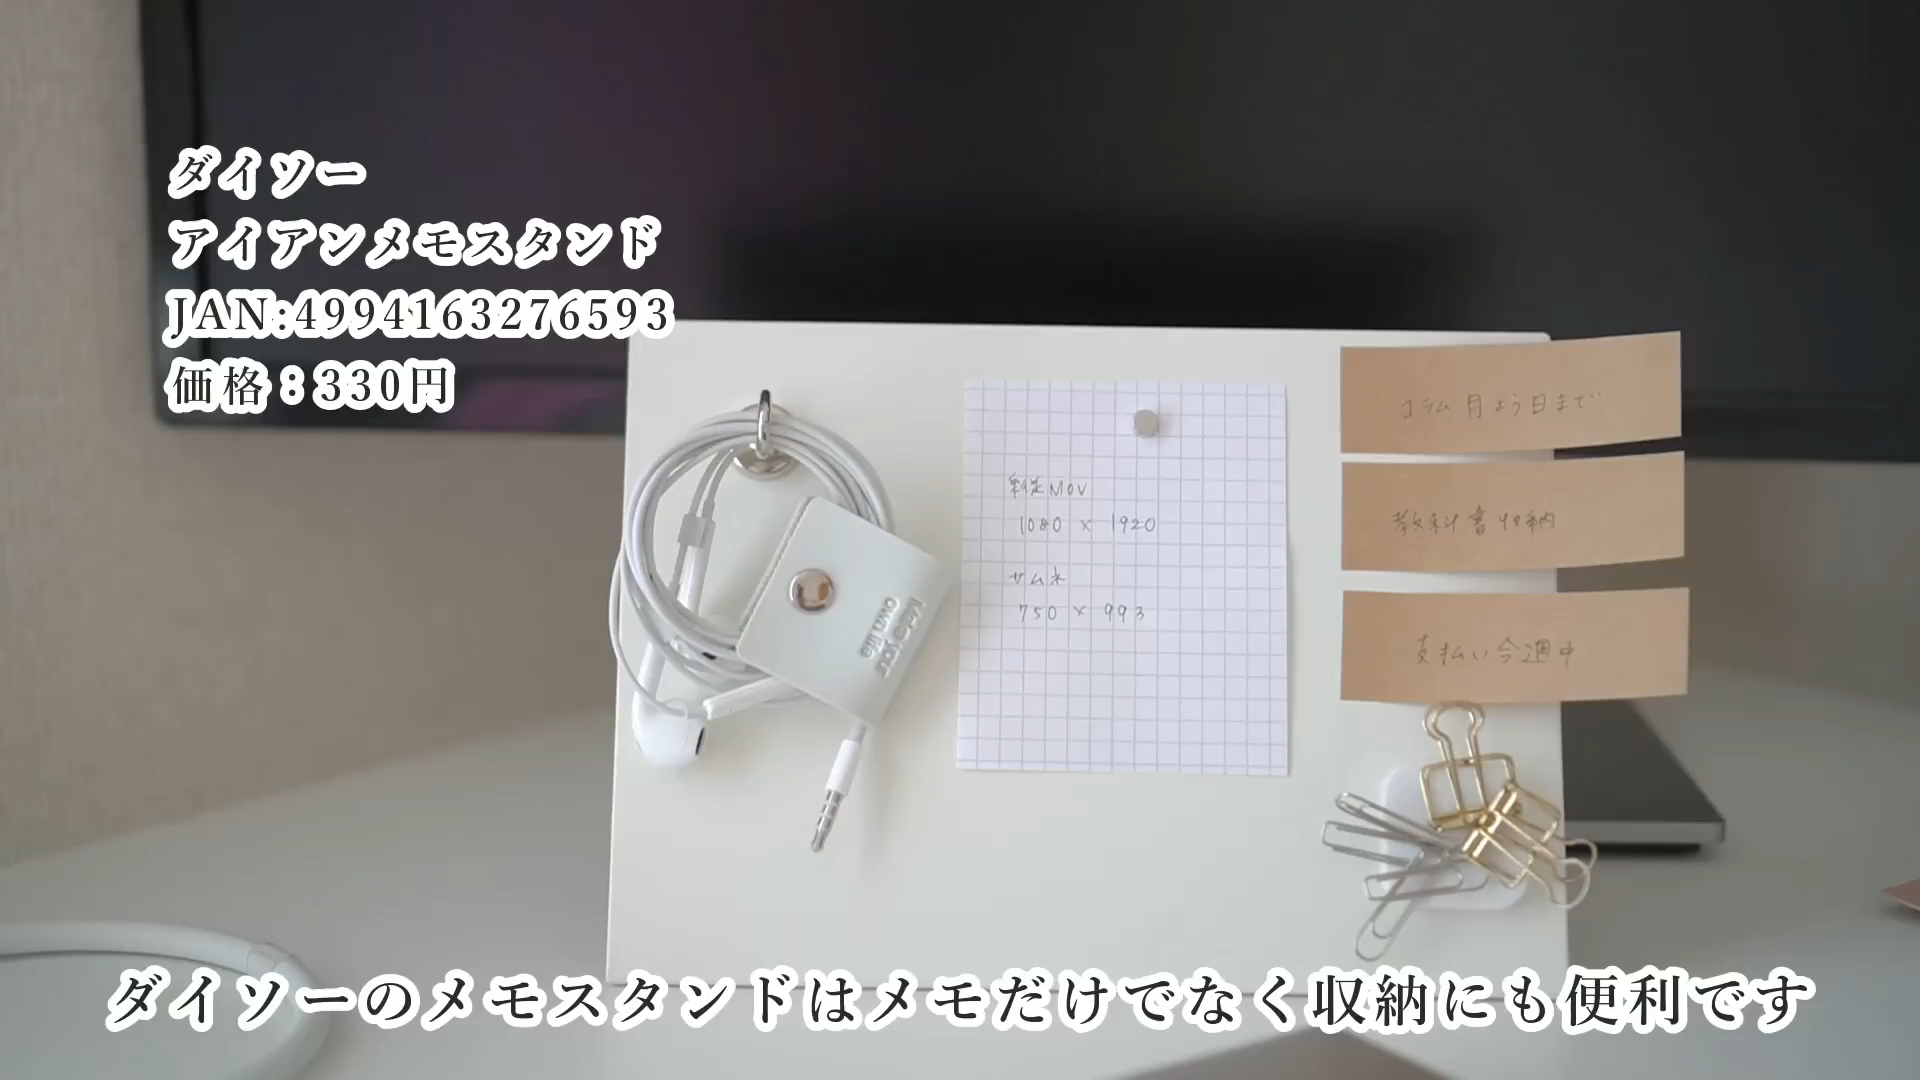 ダイソー
アイアンメモスタンド
JAN:4994163276593
価格：330円
縦MOV
1080 × 1920
サムネ
750 × 993
コラム 月よう日まで
教科書収納
支払い今週中
own life
ダイソーのメモスタンドはメモだけでなく収納にも便利です